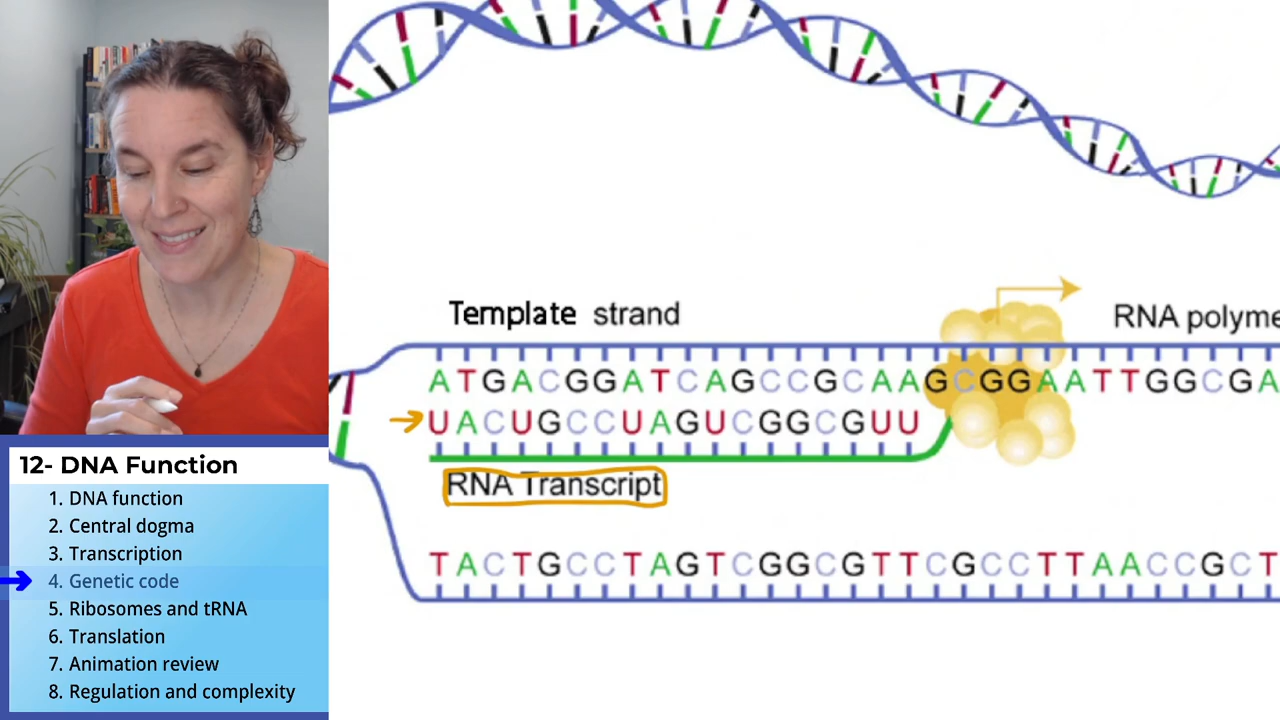 Template strand
RNA polyme
ATGACGGATCAGCCGCAAGCGGAATTGGCGA
UACUGCCUAGUCGGCGUU
RNA Transcript
TACTGCCTAGTCGGCGTTCGCCTTAACCGCT
12- DNA Function
1. DNA function
2. Central dogma
3. Transcription
4. Genetic code
5. Ribosomes and tRNA
6. Translation
7. Animation review
8. Regulation and complexity